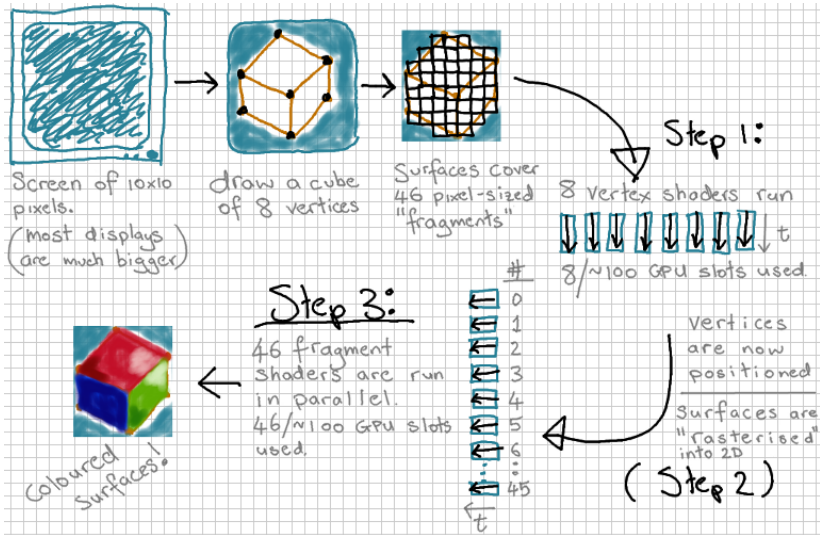 Screen of 10x10
pixels.
(most displays
are much bigger)
draw a cube
of 8 vertices
Surfaces cover
46 pixel-sized
"fragments"
Step 1:
8 vertex shaders run
t
8/~100 GPU slots used.
vertices
are now
positioned
Surfaces are
"rasterised"
into 2D
(Step 2)
#
0
1
2
3
4
5
6
:
45
t
Step 3:
46 fragment
shaders are run
in parallel.
46/~100 GPU slots
used.
Coloured
Surfaces!